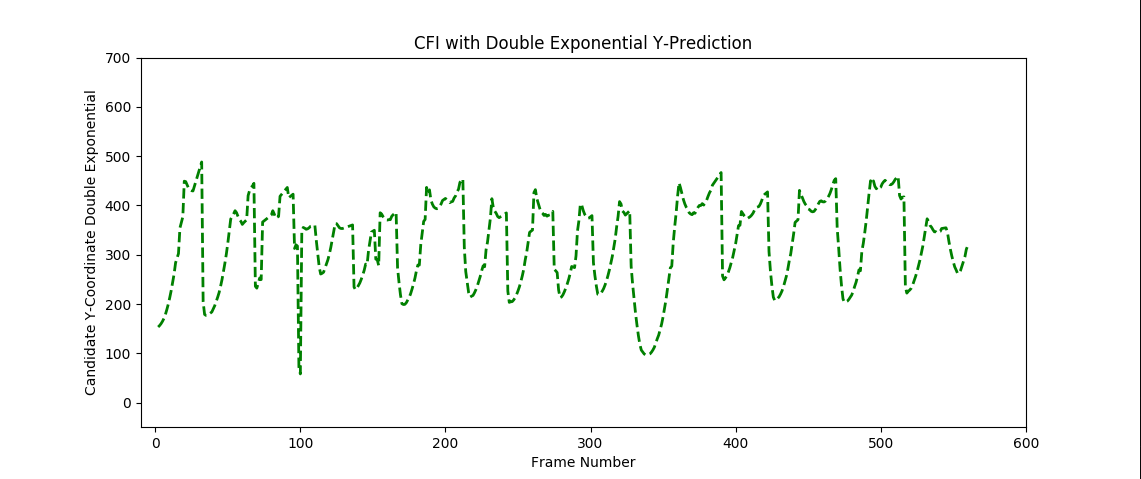 CFI with Double Exponential Y-Prediction
Candidate Y-Coordinate Double Exponential
700
600
500
400
300
200
100
0
0 100 200 300 400 500 600
Frame Number